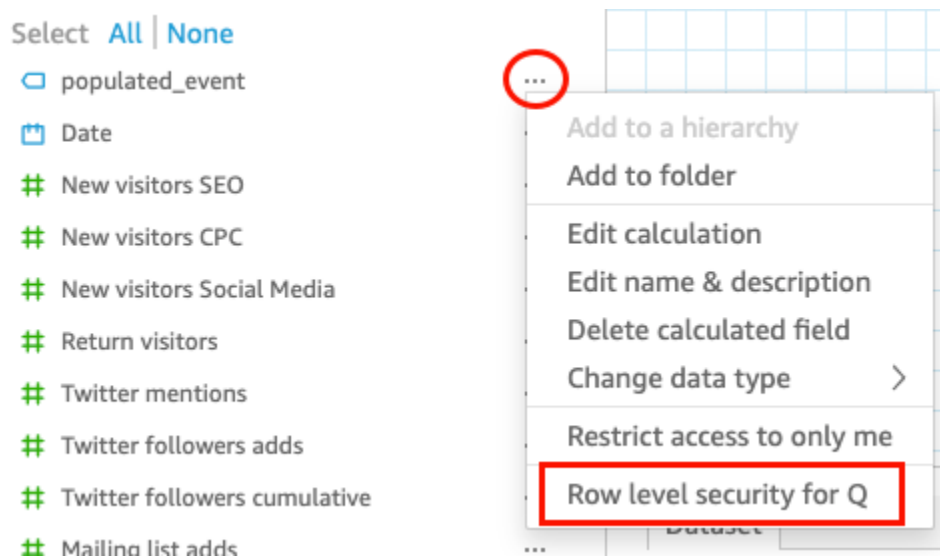 Select All | None
populated_event
...
Date
New visitors SEO
New visitors CPC
New visitors Social Media
Return visitors
Twitter mentions
Twitter followers adds
Twitter followers cumulative
Mailing list adds
...
Add to a hierarchy
Add to folder
Edit calculation
Edit name & description
Delete calculated field
Change data type
Restrict access to only me
Row level security for Q
Dataset